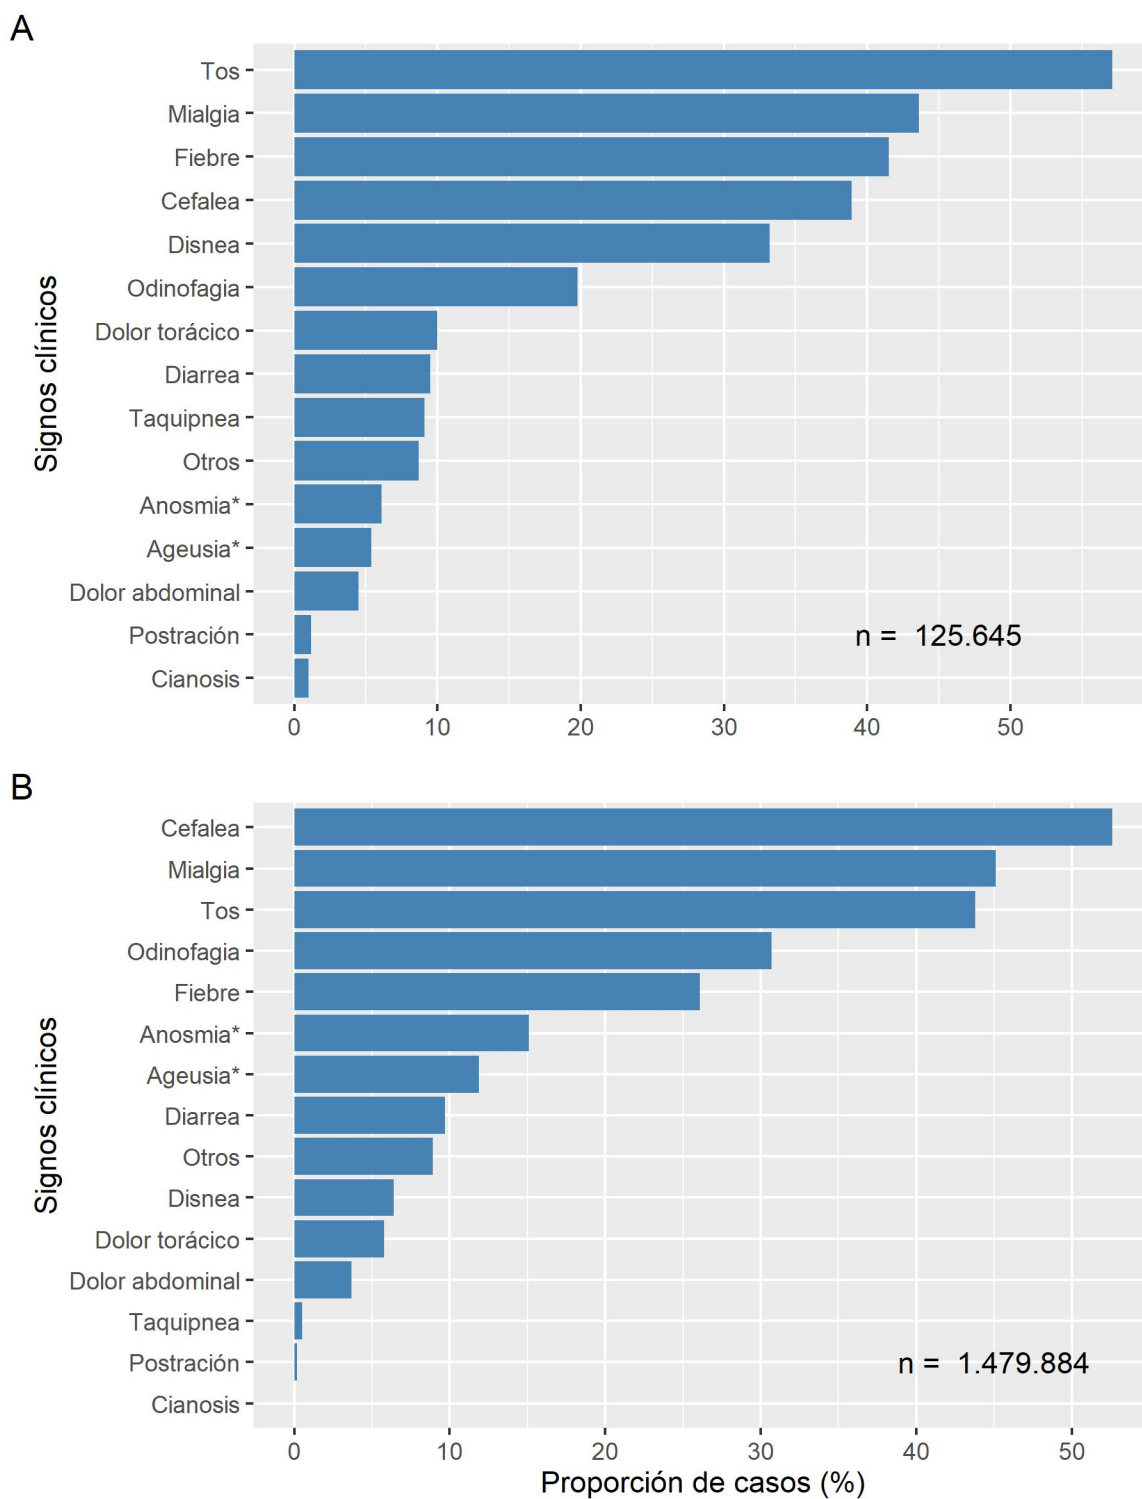 A
Signos clínicos
Tos
Mialgia
Fiebre
Cefalea
Disnea
Odinofagia
Dolor torácico
Diarrea
Taquipnea
Otros
Anosmia*
Ageusia*
Dolor abdominal
Postración
Cianosis
n = 125.645
0 10 20 30 40 50
B
Signos clínicos
Cefalea
Mialgia
Tos
Odinofagia
Fiebre
Anosmia*
Ageusia*
Diarrea
Otros
Disnea
Dolor torácico
Dolor abdominal
Taquipnea
Postración
Cianosis
n = 1.479.884
0 10 20 30 40 50
Proporción de casos (%)